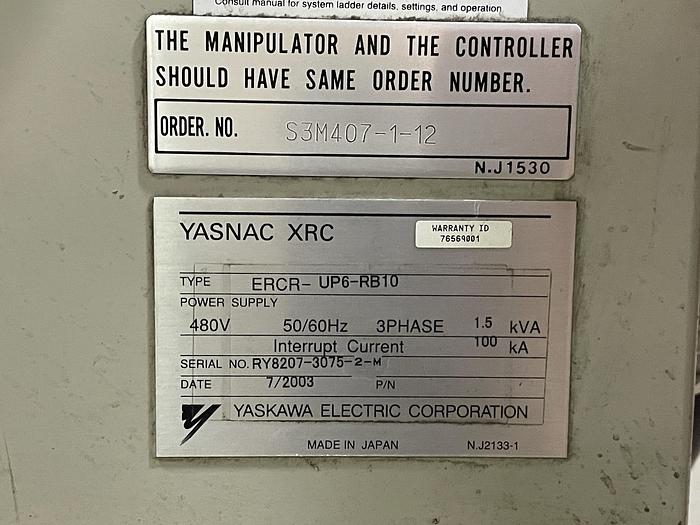 Consult manual for system ladder details, settings, and operation
THE MANIPULATOR AND THE CONTROLLER
SHOULD HAVE SAME ORDER NUMBER.
ORDER. NO. S3M407-1-12
N.J1530
YASNAC XRC
WARRANTY ID
76569001
TYPE ERCR- UP6-RB10
POWER SUPPLY
480V 50/60Hz 3PHASE 1.5 kVA
Interrupt Current 100 kA
SERIAL NO. RY8207-3075-2-M
DATE 7/2003 P/N
YASKAWA ELECTRIC CORPORATION
MADE IN JAPAN N.J2133-1